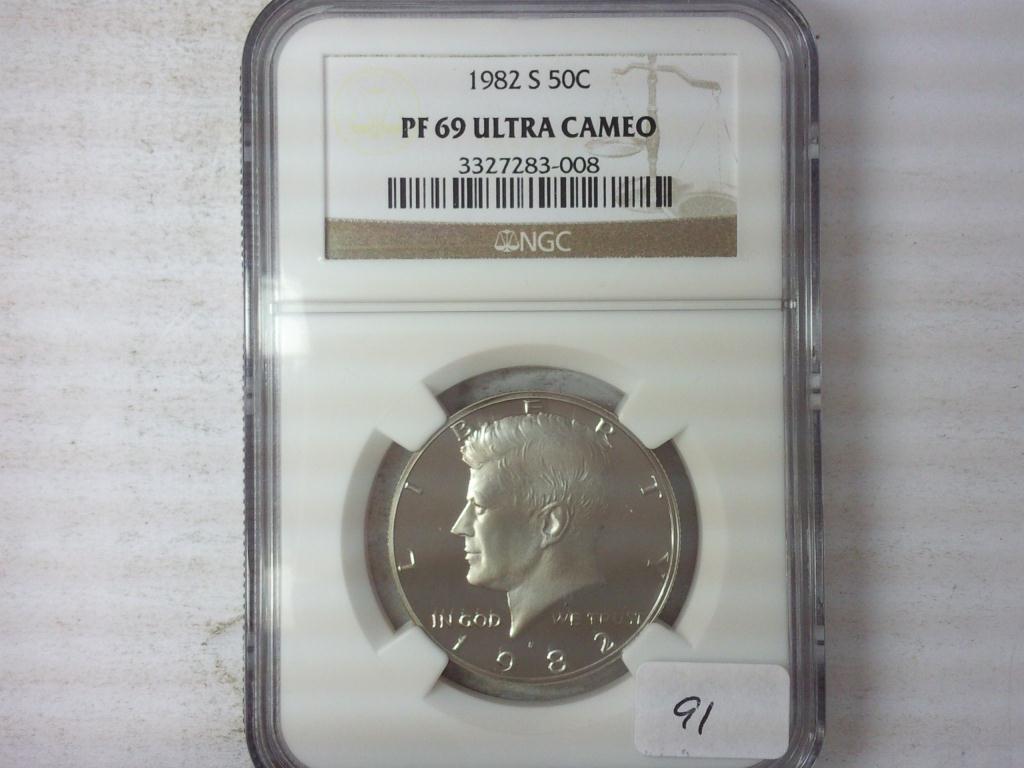 1982 S 50C
PF 69 ULTRA CAMEO
3327283-008
NGC
LIBERTY
IN GOD WE TRUST
1982
91